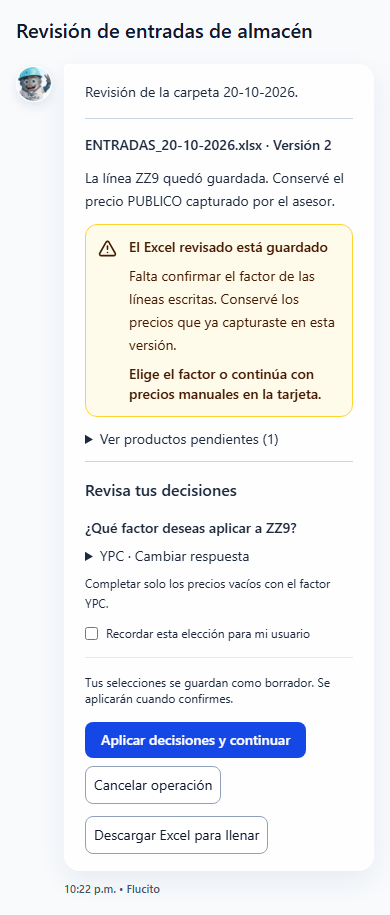 Revisión de entradas de almacén
Revisión de la carpeta 20-10-2026.
ENTRADAS_20-10-2026.xlsx · Versión 2
La línea ZZ9 quedó guardada. Conservé el
precio PUBLICO capturado por el asesor.
El Excel revisado está guardado
Falta confirmar el factor de las
líneas escritas. Conservé los
precios que ya capturaste en esta
versión.
Elige el factor o continúa con
precios manuales en la tarjeta.
Ver productos pendientes (1)
Revisa tus decisiones
¿Qué factor deseas aplicar a ZZ9?
YPC · Cambiar respuesta
Completar solo los precios vacíos con el factor
YPC.
Recordar esta elección para mi usuario
Tus selecciones se guardan como borrador. Se
aplicarán cuando confirmes.
Aplicar decisiones y continuar
Cancelar operación
Descargar Excel para llenar
10:22 p.m. • Flucito